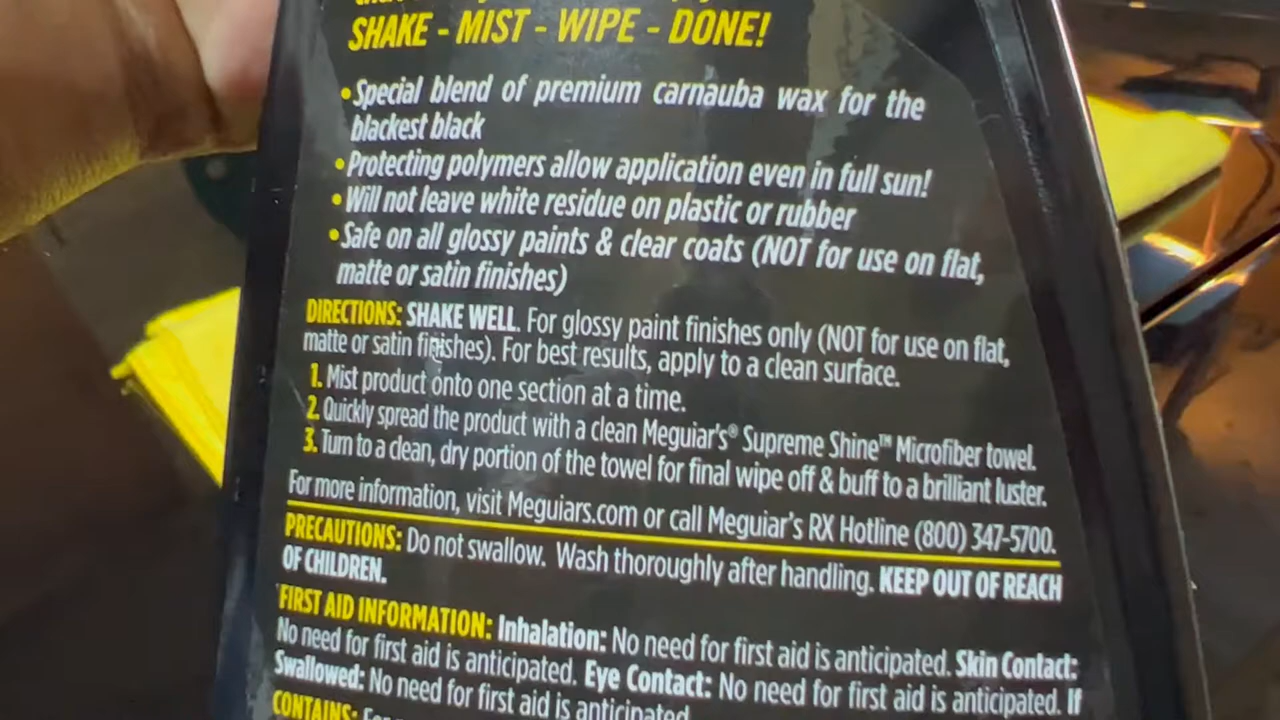 SHAKE - MIST - WIPE - DONE!
•Special blend of premium carnauba wax for the
blackest black
•Protecting polymers allow application even in full sun!
•Will not leave white residue on plastic or rubber
•Safe on all glossy paints & clear coats (NOT for use on flat,
matte or satin finishes)
DIRECTIONS: SHAKE WELL. For glossy paint finishes only (NOT for use on flat,
matte or satin finishes). For best results, apply to a clean surface.
1. Mist product onto one section at a time.
2. Quickly spread the product with a clean Meguiar's® Supreme Shine™ Microfiber towel.
3. Turn to a clean, dry portion of the towel for final wipe off & buff to a brilliant luster.
For more information, visit Meguiars.com or call Meguiar's RX Hotline (800) 347-5700.
PRECAUTIONS: Do not swallow. Wash thoroughly after handling. KEEP OUT OF REACH
OF CHILDREN.
FIRST AID INFORMATION: Inhalation: No need for first aid is anticipated. Skin Contact:
No need for first aid is anticipated. Eye Contact: No need for first aid is anticipated. If
Swallowed: No need for first aid is anticipated.
CONTAINS: